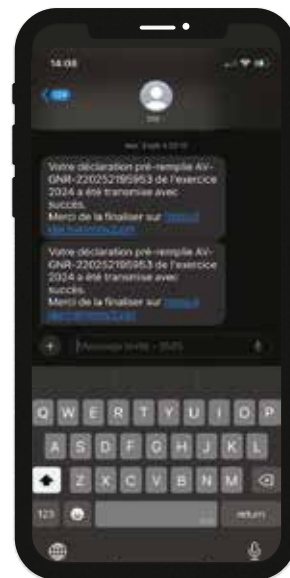 14:08
Votre déclaration pré-remplie AV-
GNR-220252195953 de l'exercice
2024 a été transmise avec
succès.
Merci de la finaliser sur
Votre déclaration pré-remplie AV-
GNR-220252195953 de l'exercice
2024 a été transmise avec
succès.
Merci de la finaliser sur
Q W E R T Y U I O P
A S D F G H J K L
Z X C V B N M
123 return